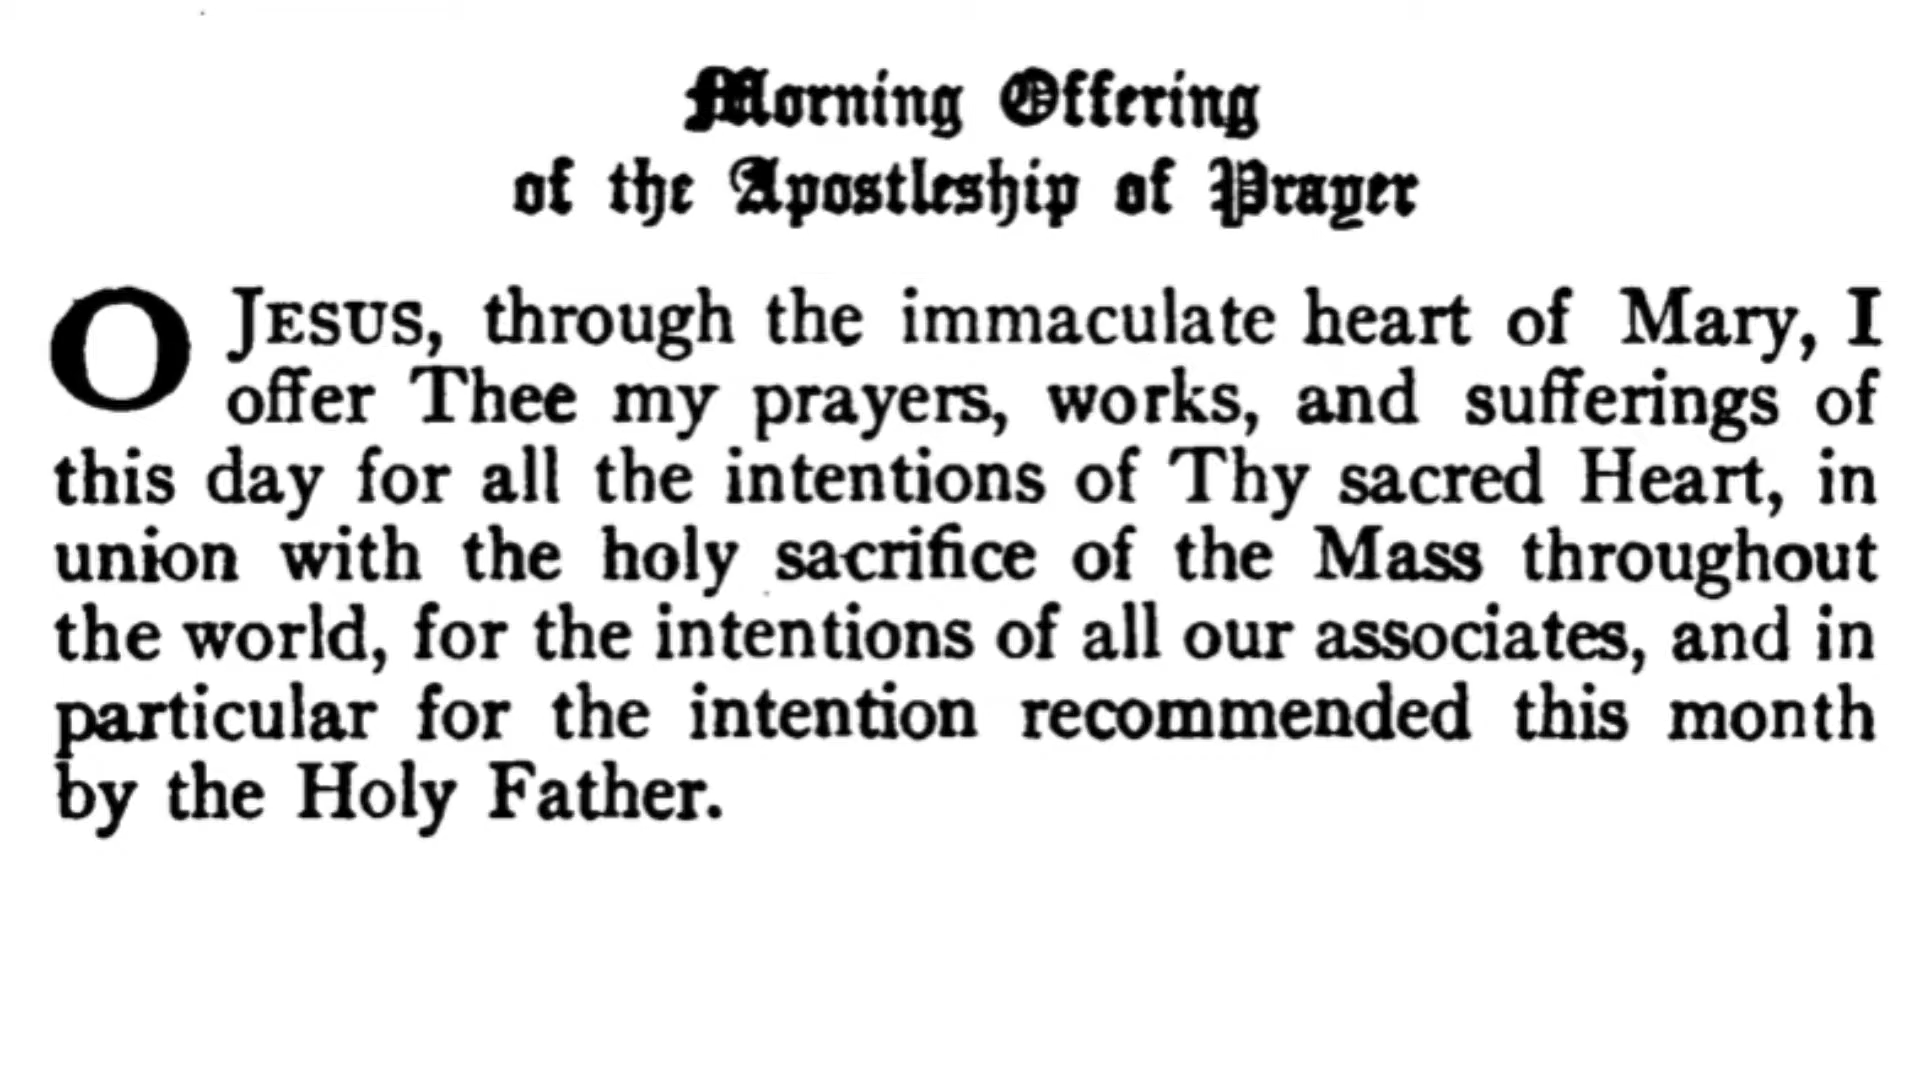 Morning Offering
of the Apostleship of Prayer
O JESUS, through the immaculate heart of Mary, I
offer Thee my prayers, works, and sufferings of
this day for all the intentions of Thy sacred Heart, in
union with the holy sacrifice of the Mass throughout
the world, for the intentions of all our associates, and in
particular for the intention recommended this month
by the Holy Father.